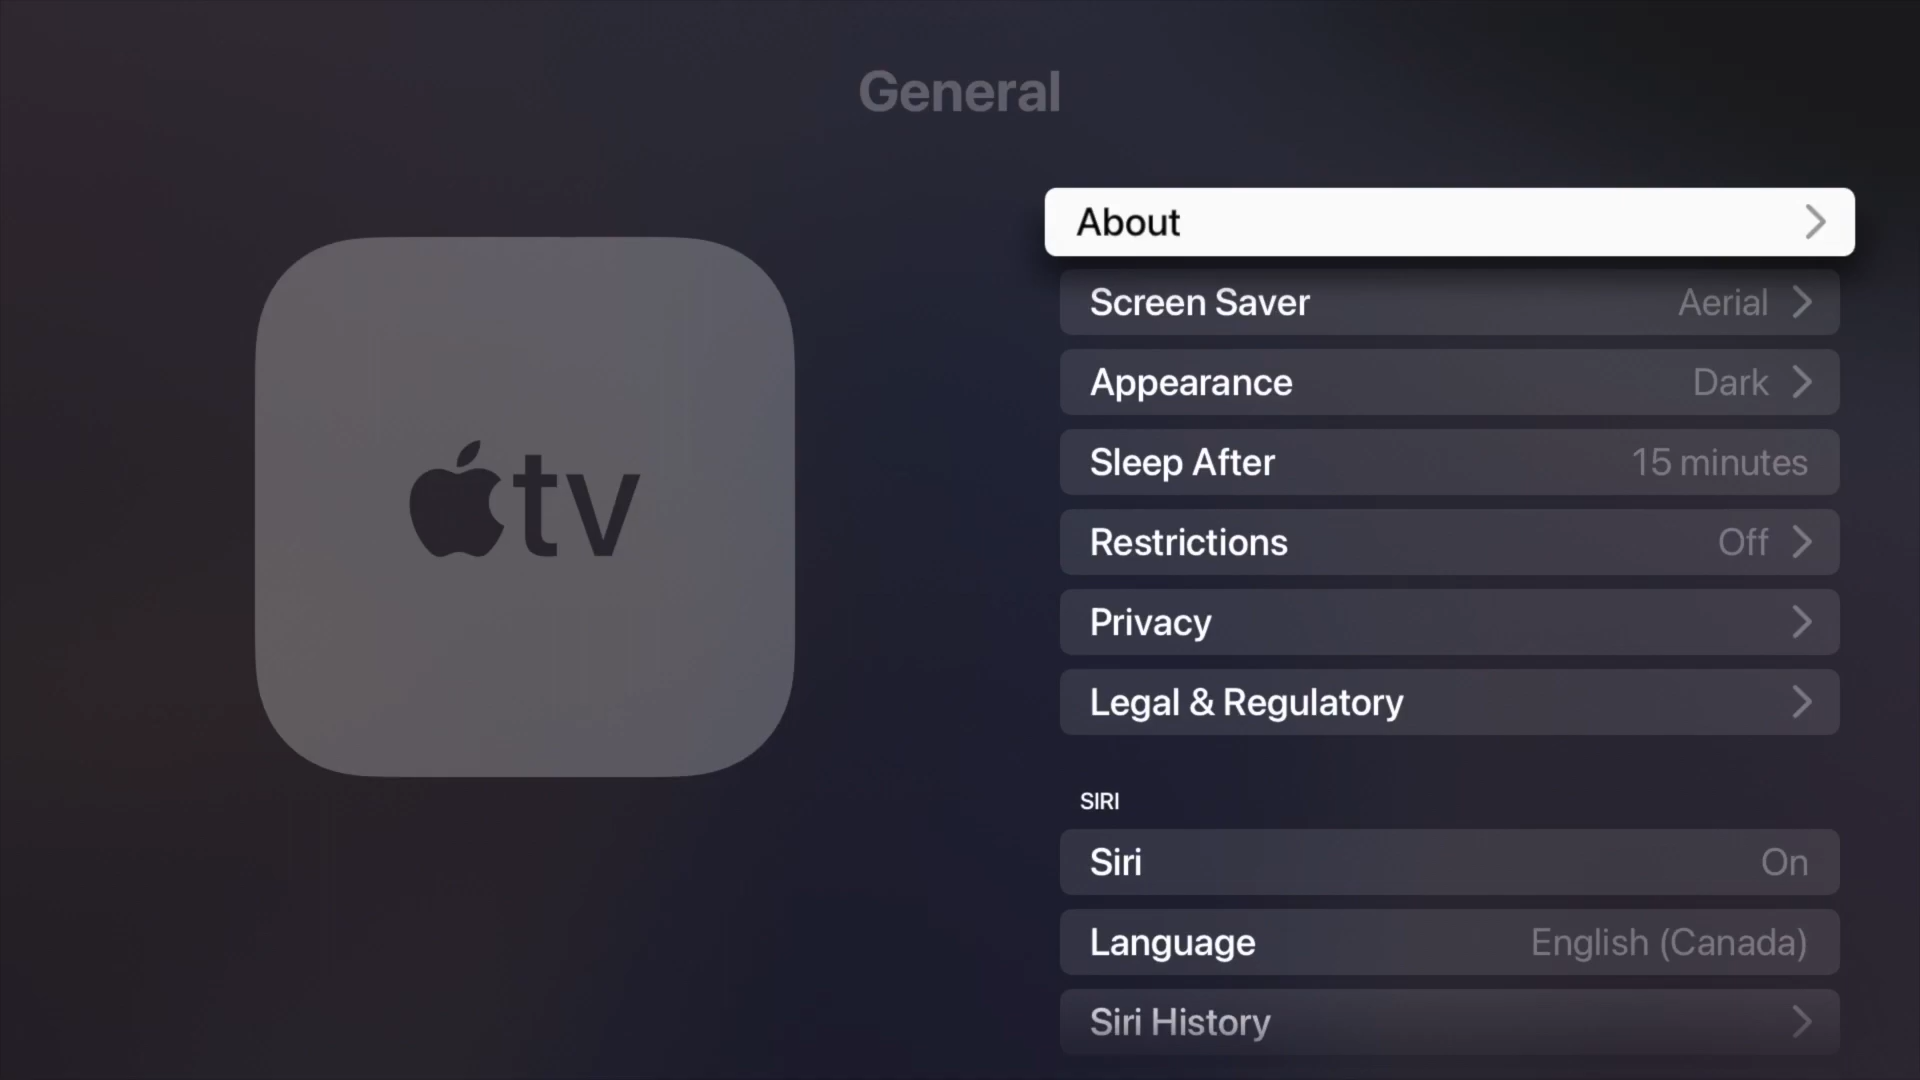 General
tv
About
Screen Saver Aerial
Appearance Dark
Sleep After 15 minutes
Restrictions Off
Privacy
Legal & Regulatory
SIRI
Siri On
Language English (Canada)
Siri History